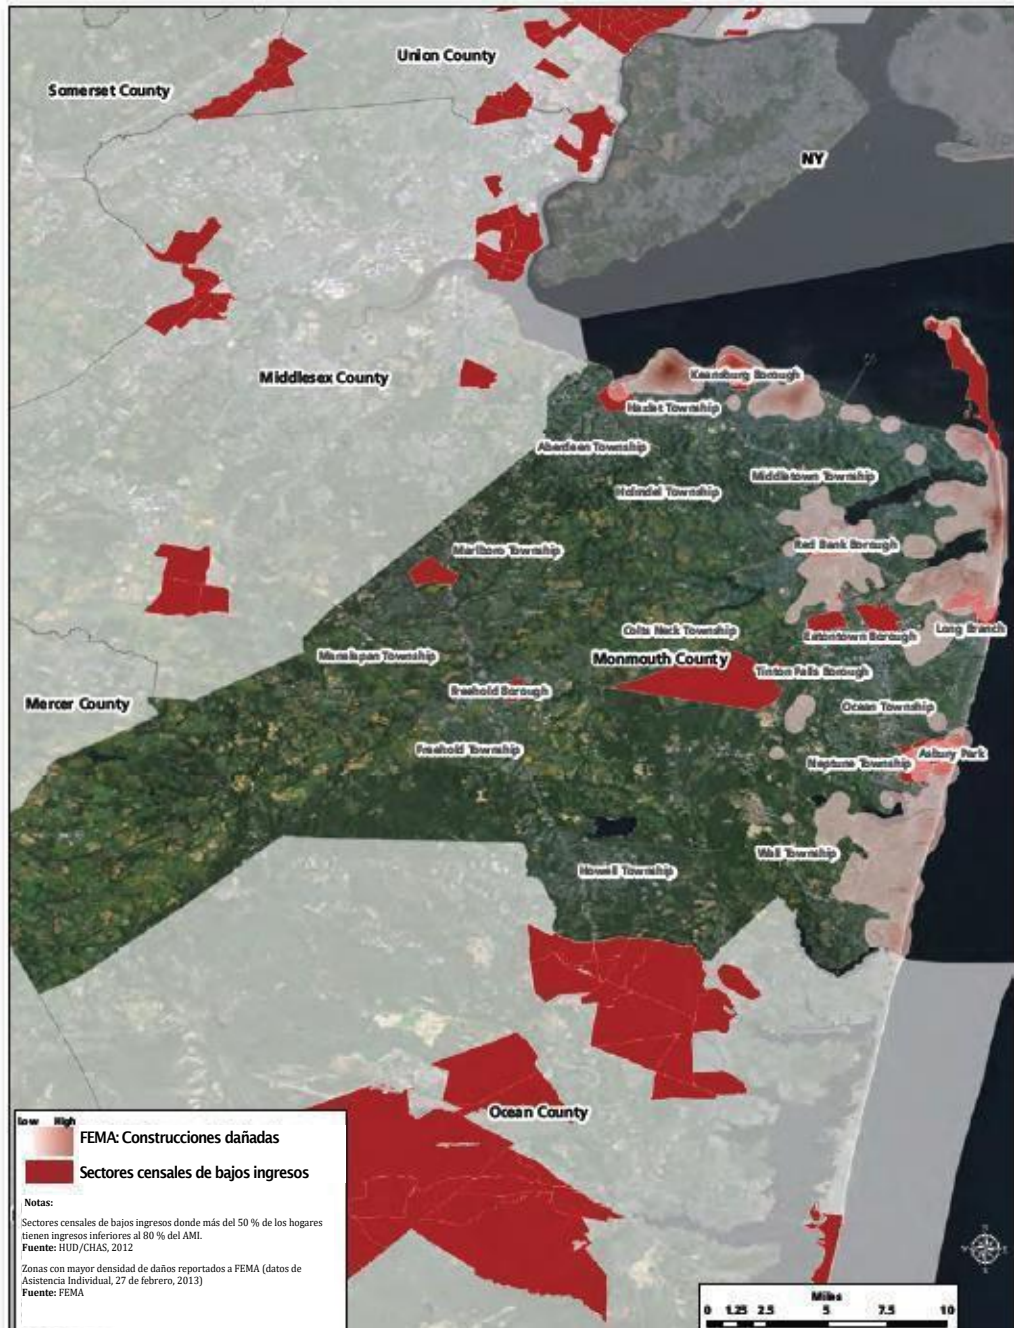 Union County
Somerset County
NY
Middlesex County
Keansburg Borough
Hazlet Township
Aberdeen Township
Middletown Township
Holmdel Township
Red Bank Borough
Marlboro Township
Colts Neck Township
Eatontown Borough
Long Branch
Manalapan Township
Monmouth County
Tinton Falls Borough
Freehold Borough
Mercer County
Ocean Township
Freehold Township
Neptune Township
Asbury Park
Wall Township
Howell Township
Ocean County
Low High
FEMA: Construcciones dañadas
Sectores censales de bajos ingresos
Notas:
Sectores censales de bajos ingresos donde más del 50 % de los hogares
tienen ingresos inferiores al 80 % del AMI.
Fuente: HUD/CHAS, 2012
Zonas con mayor densidad de daños reportados a FEMA (datos de
Asistencia Individual, 27 de febrero, 2013)
Fuente: FEMA
Miles
0 1.25 2.5 5 7.5 10